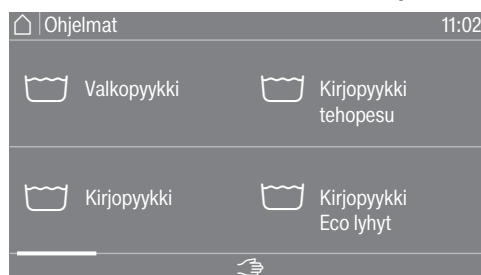 Ohjelmat 11:02
Valkopyykki
Kirjopyykki
tehopesu
Kirjopyykki
Kirjopyykki
Eco lyhyt